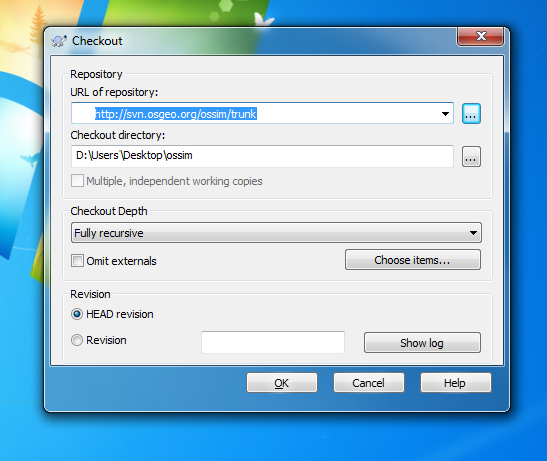 Checkout
Repository
URL of repository:
http://svn.osgeo.org/ossim/trunk
...
Checkout directory:
D:\Users\Desktop\ossim
...
Multiple, independent working copies
Checkout Depth
Fully recursive
Omit externals
Choose items...
Revision
HEAD revision
Revision
Show log
OK
Cancel
Help